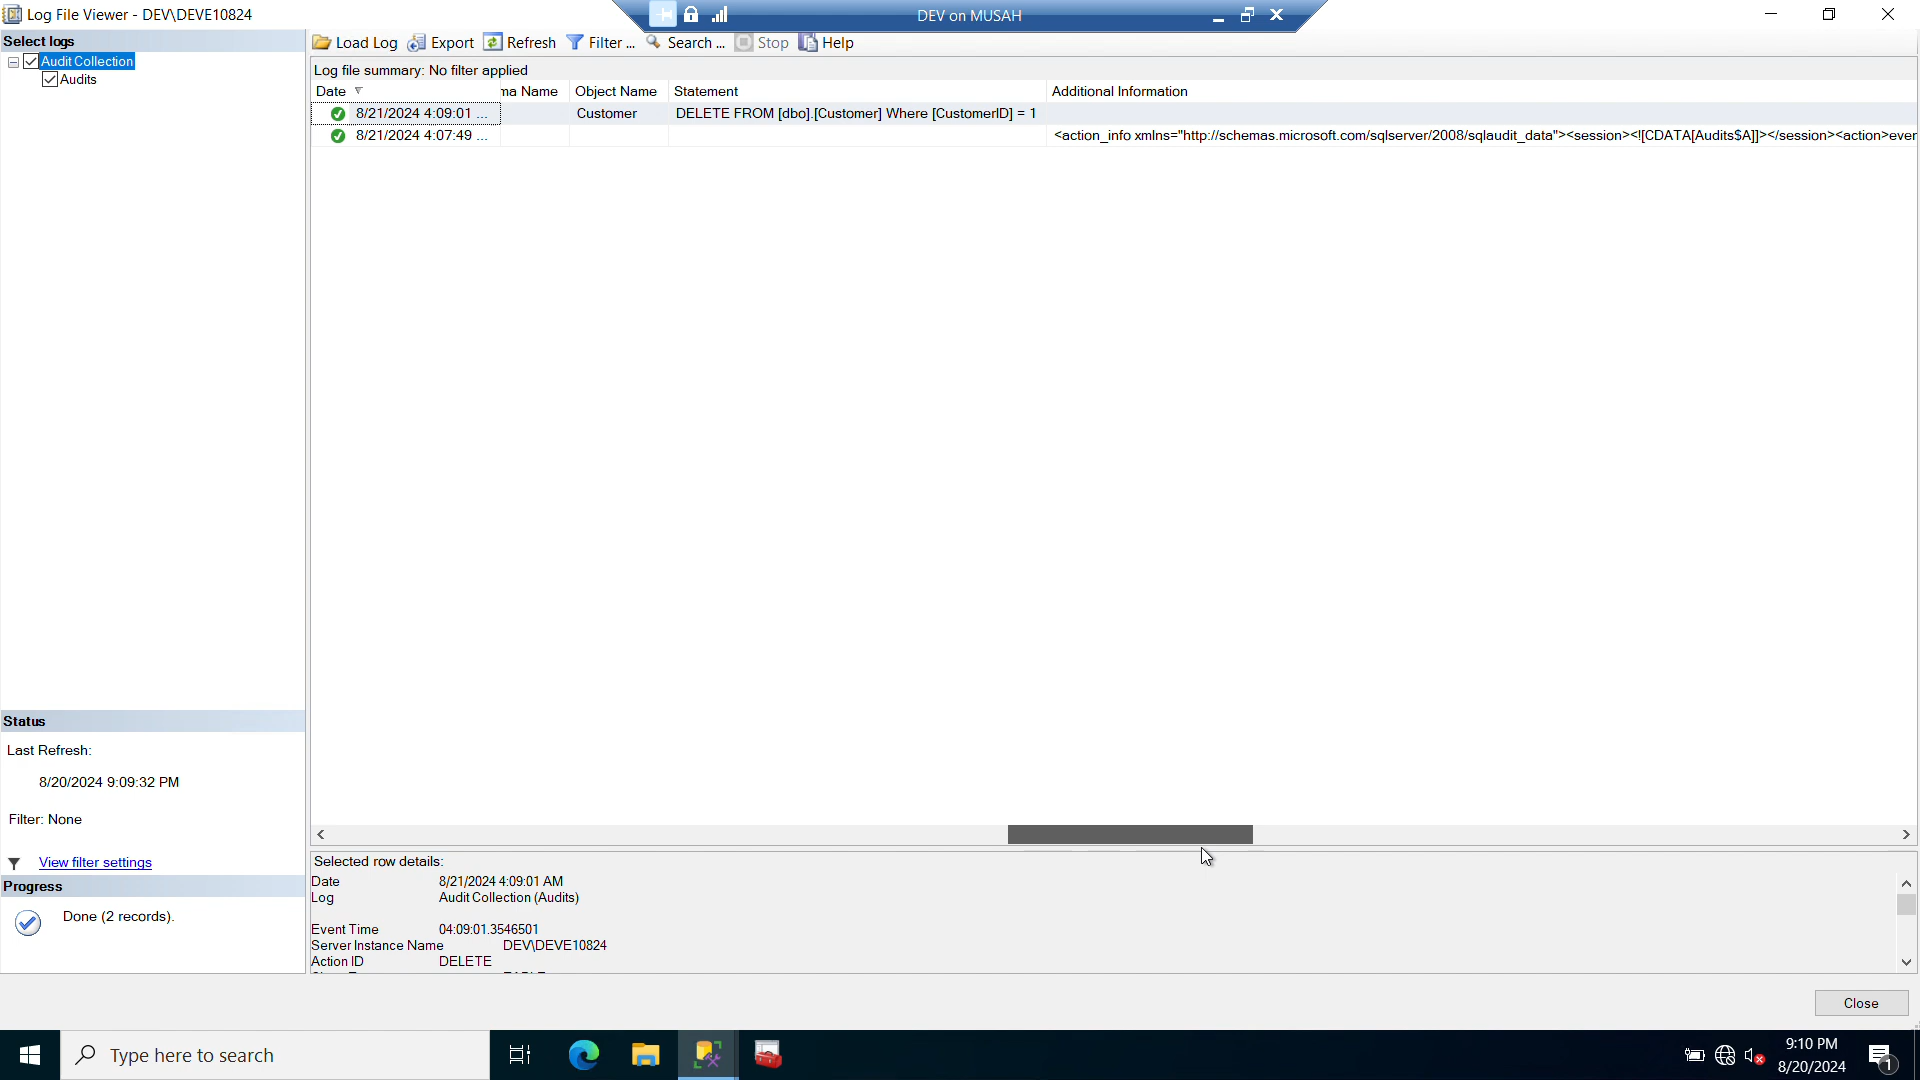 Log File Viewer - DEV\DEVE10824
DEV on MUSAH
Select logs
Audit Collection
Audits
Load Log Export Refresh Filter ... Search ... Stop Help
Log file summary: No filter applied
Date ma Name Object Name Statement Additional Information
8/21/2024 4:09:01 ... Customer DELETE FROM [dbo].[Customer] Where [CustomerID] = 1
8/21/2024 4:07:49 ... <action_info xmlns="http://schemas.microsoft.com/sqlserver/2008/sqlaudit_data"><session><![CDATA[Audits$A]]></session><action>ever
Status
Last Refresh:
8/20/2024 9:09:32 PM
Filter: None
View filter settings
Progress
Done (2 records).
Selected row details:
Date 8/21/2024 4:09:01 AM
Log Audit Collection (Audits)
Event Time 04:09:01.3546501
Server Instance Name DEV\DEVE10824
Action ID DELETE
Close
Type here to search
9:10 PM
8/20/2024
1